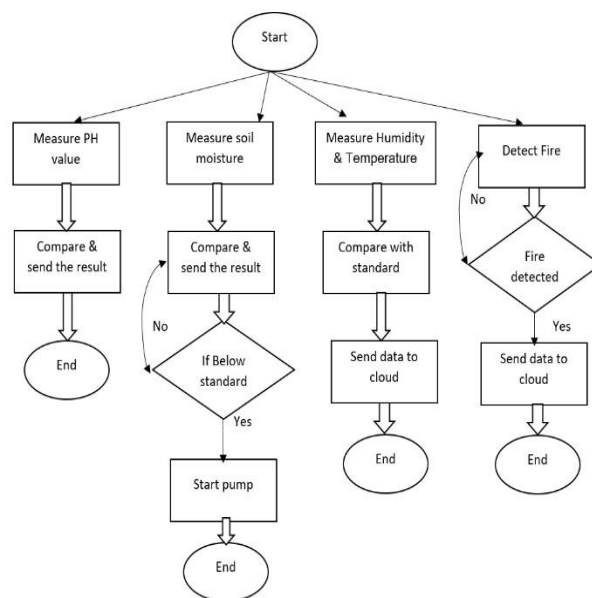 Start
Measure PH
value
Measure soil
moisture
Measure Humidity
& Temperature
Detect Fire
No
Compare &
send the result
Compare &
send the result
Compare with
standard
Fire
detected
No
Yes
End
If Below
standard
Send data to
cloud
Send data to
cloud
Yes
Start pump
End
End
End